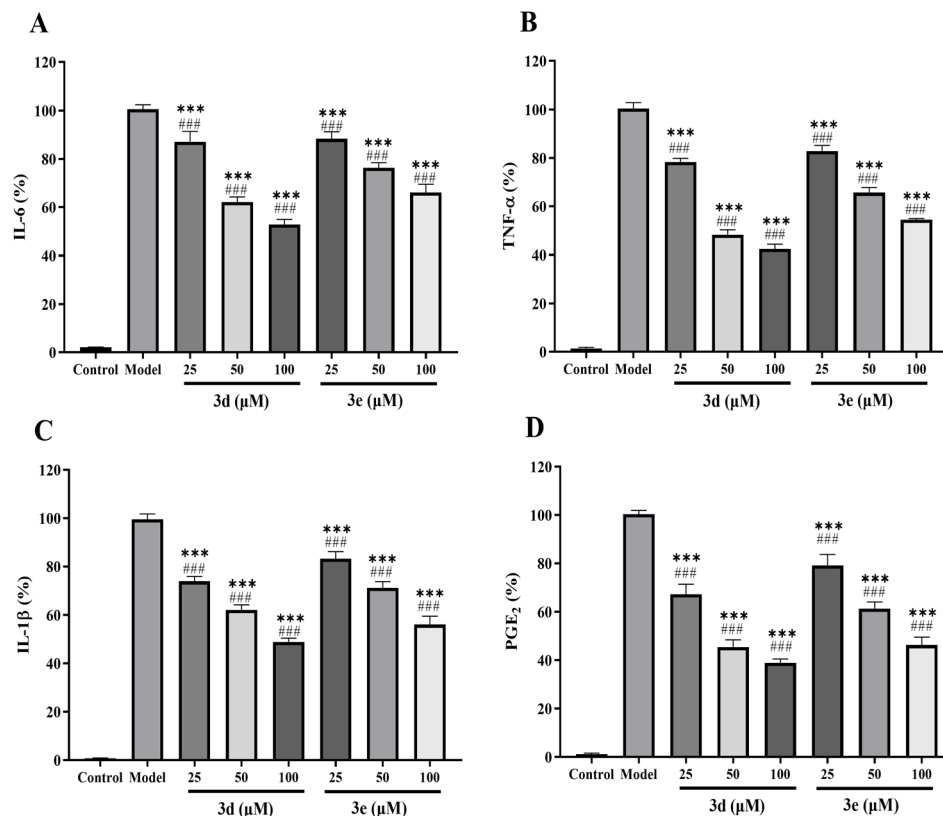 A
IL-6 (%)
120
100
80
60
40
20
0
*** *** *** *** *** ***
### ### ### ### ### ###
Control Model 25 50 100 25 50 100
3d (μM) 3e (μM)
B
TNF-α (%)
120
100
80
60
40
20
0
*** *** *** *** *** ***
### ### ### ### ### ###
Control Model 25 50 100 25 50 100
3d (μM) 3e (μM)
C
IL-1β (%)
120
100
80
60
40
20
0
*** *** *** *** *** ***
### ### ### ### ### ###
Control Model 25 50 100 25 50 100
3d (μM) 3e (μM)
D
PGE₂ (%)
120
100
80
60
40
20
0
*** *** *** *** *** ***
### ### ### ### ### ###
Control Model 25 50 100 25 50 100
3d (μM) 3e (μM)